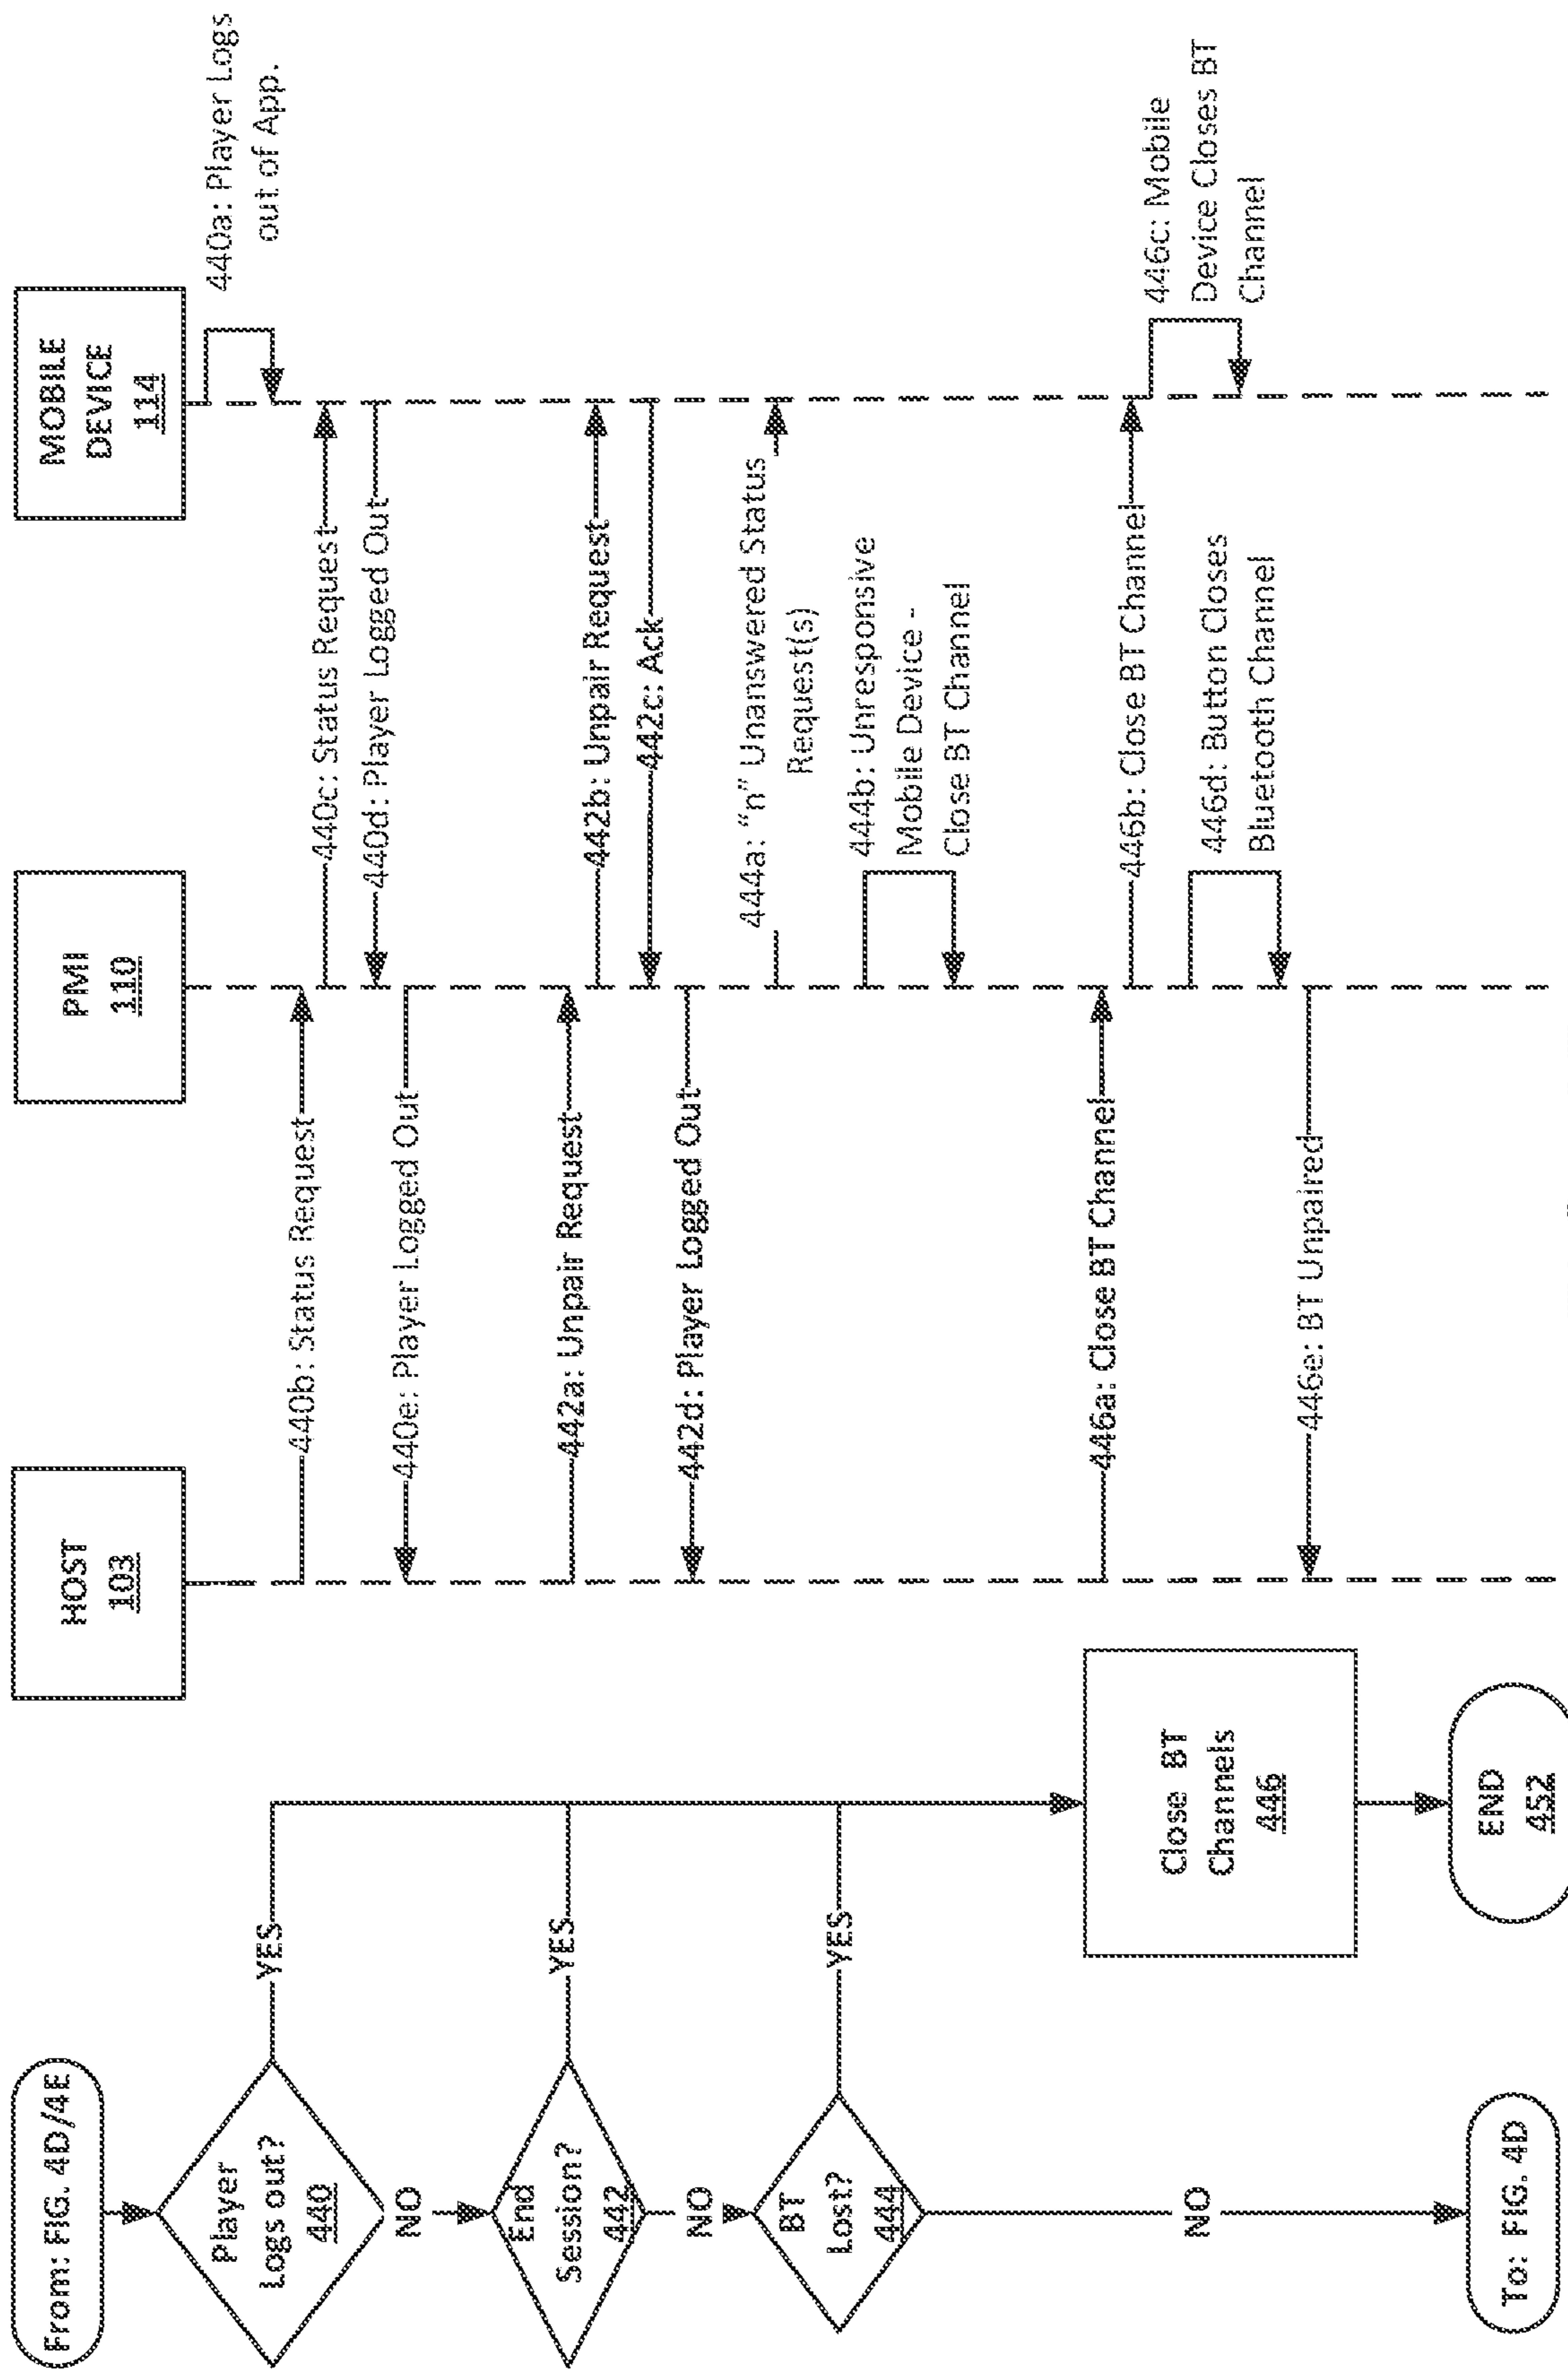 From: FIG. 4D/4E
Player
Logs out?
440
YES
NO
End
Session?
442
YES
NO
BT
Lost?
444
YES
NO
To: FIG. 4D
Close BT
Channels
446
END
452
HOST
103
PMI
110
MOBILE
DEVICE
114
440a: Player Logs
out of App.
440b: Status Request
440c: Status Request
440d: Player Logged Out
440e: Player Logged Out
442a: Unpair Request
442b: Unpair Request
442c: Ack
442d: Player Logged Out
444a: “n” Unanswered Status
Request(s)
444b: Unresponsive
Mobile Device -
Close BT Channel
446a: Close BT Channel
446b: Close BT Channel
446c: Mobile
Device Closes BT
Channel
446d: Button Closes
Bluetooth Channel
446e: BT Unpaired